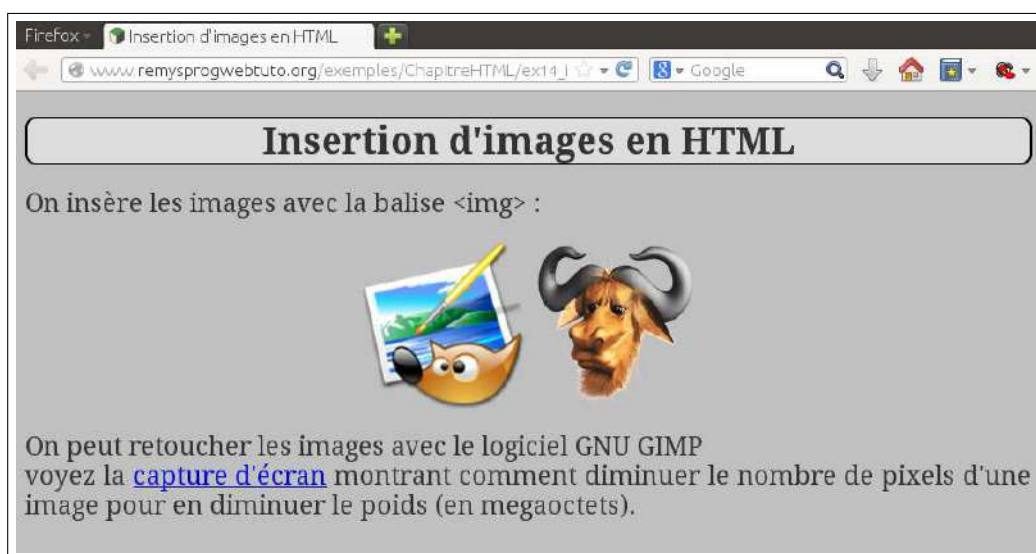 Firefox
Insertion d'images en HTML
www.remysprogwebtuto.org/exemples/ChapitreHTML/ex14_i
Google
Insertion d'images en HTML
On insère les images avec la balise <img> :
On peut retoucher les images avec le logiciel GNU GIMP
voyez la capture d'écran montrant comment diminuer le nombre de pixels d'une
image pour en diminuer le poids (en megaoctets).